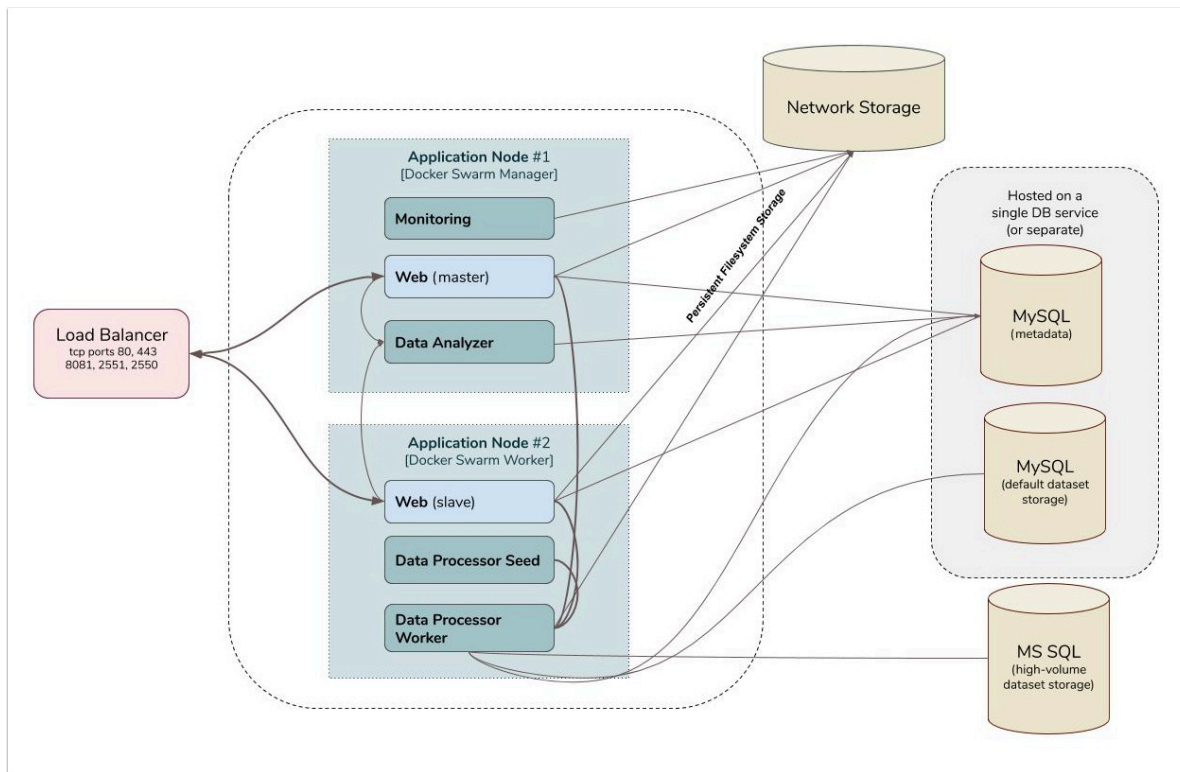 Network Storage
Application Node #1
[Docker Swarm Manager]
Monitoring
Web (master)
Data Analyzer
Persistent Filesystem Storage
Hosted on a
single DB service
(or separate)
MySQL
(metadata)
Load Balancer
tcp ports 80, 443
8081, 2551, 2550
Application Node #2
[Docker Swarm Worker]
Web (slave)
Data Processor Seed
Data Processor
Worker
MySQL
(default dataset
storage)
MS SQL
(high-volume
dataset storage)